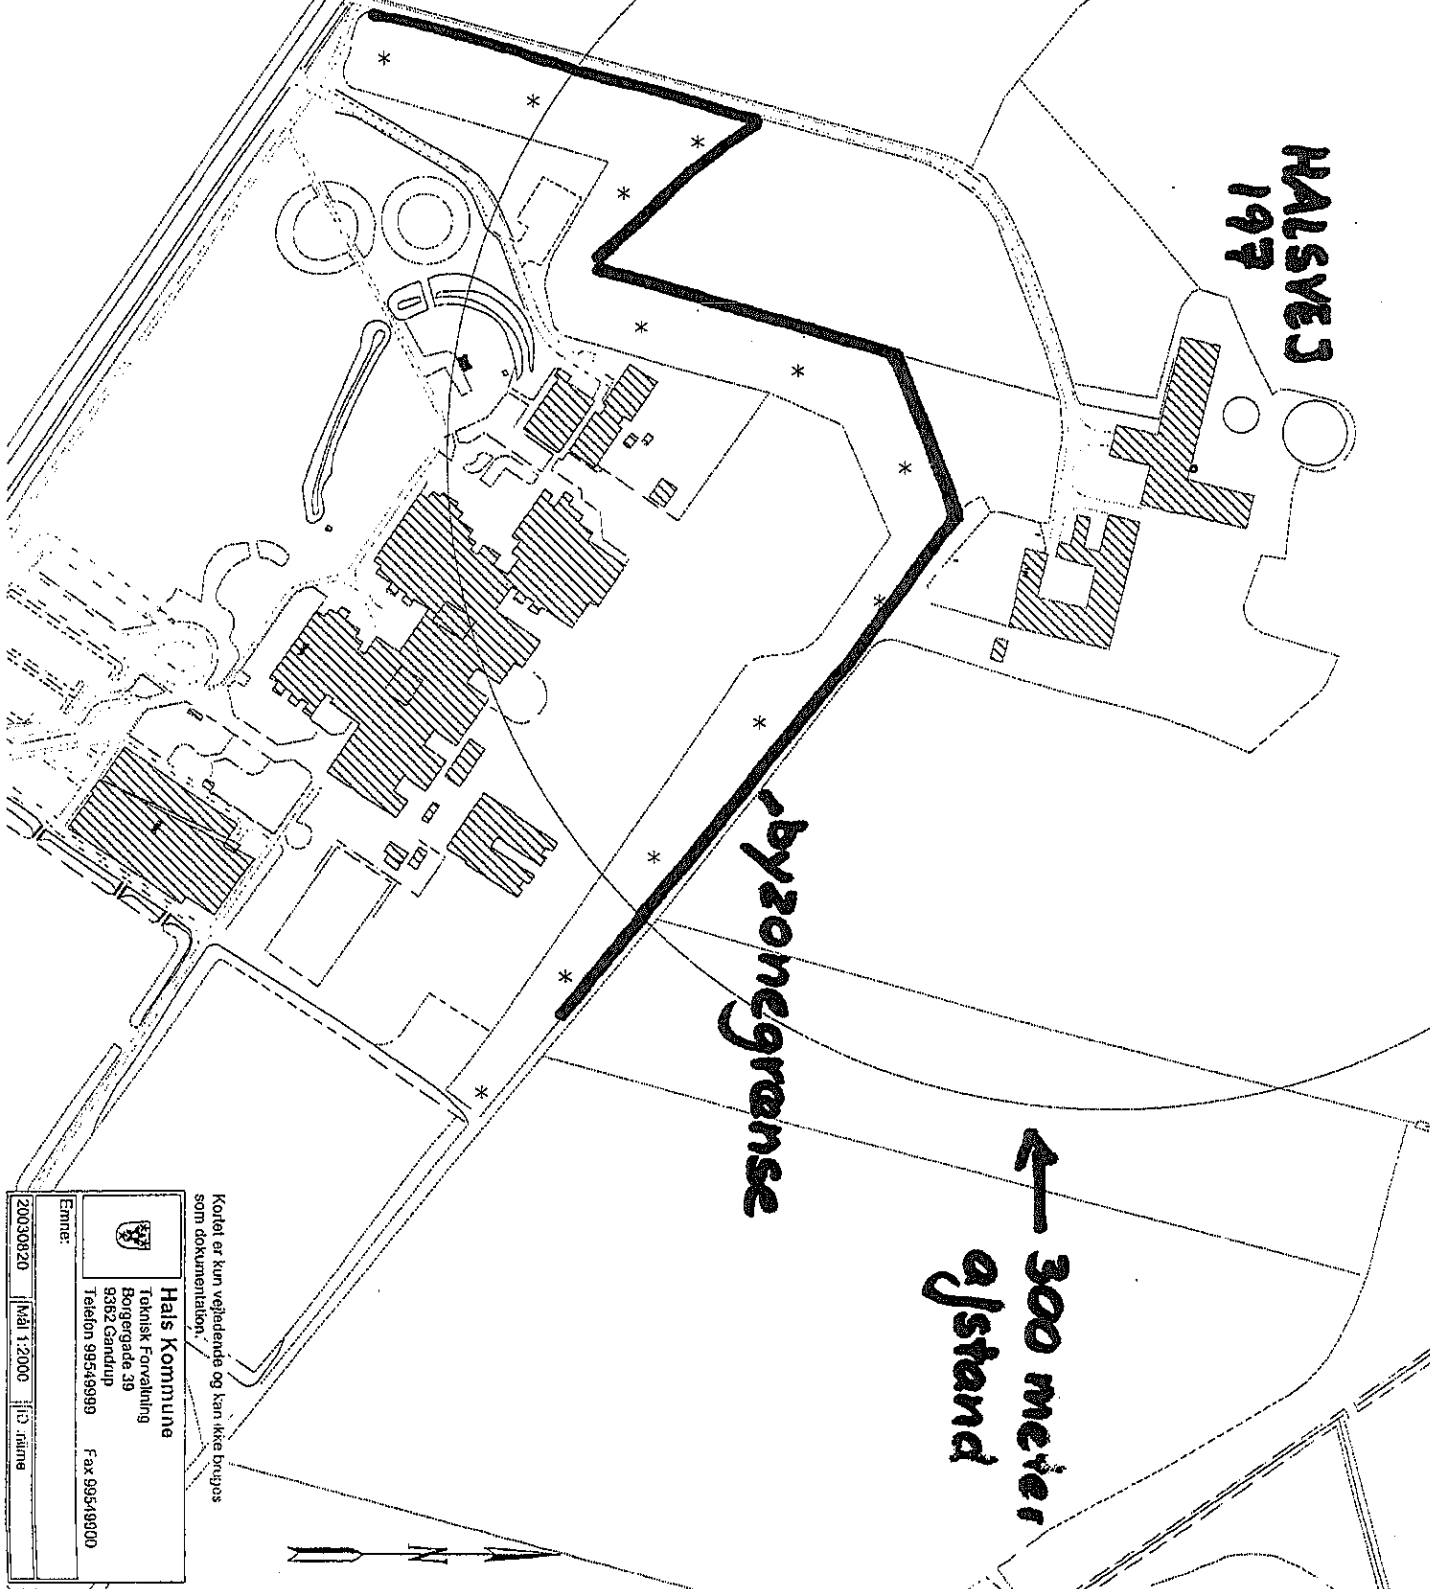 HALSVEJ
197
byzonegrænse
300 meter
afstand
Kortet er kun vejledende og kan ikke bruges
som dokumentation.
Hals Kommune
Teknisk Forvaltning
Borgergade 39
9362 Gandrup
Telefon 99549999 Fax 99549900
Emne:
20030820 Mål 1:2000
N